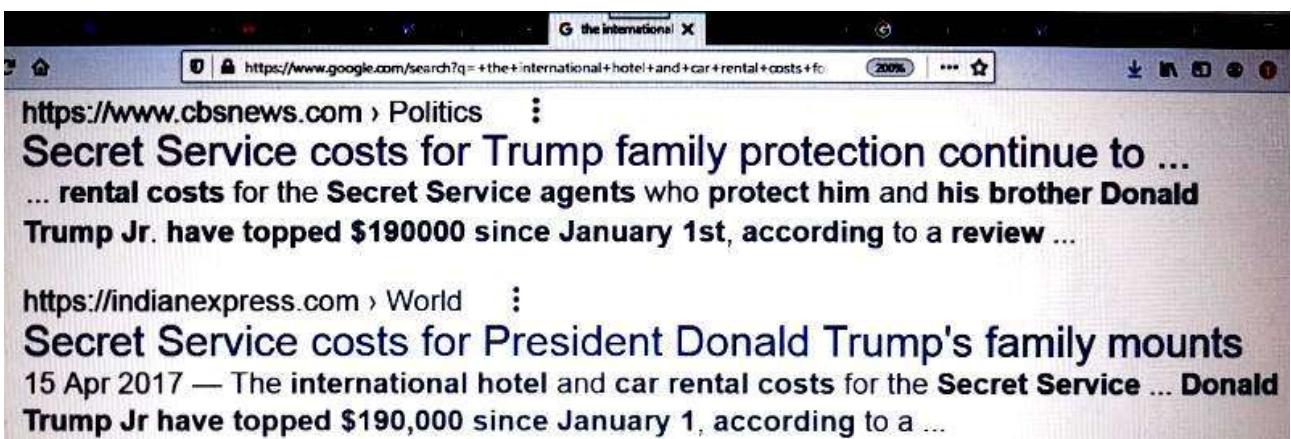 G the international X
https://www.google.com/search?q=+the+international+hotel+and+car+rental+costs+fo 200%
https://www.cbsnews.com › Politics
Secret Service costs for Trump family protection continue to ...
... rental costs for the Secret Service agents who protect him and his brother Donald
Trump Jr. have topped $190000 since January 1st, according to a review ...
https://indianexpress.com › World
Secret Service costs for President Donald Trump's family mounts
15 Apr 2017 — The international hotel and car rental costs for the Secret Service ... Donald
Trump Jr have topped $190,000 since January 1, according to a ...